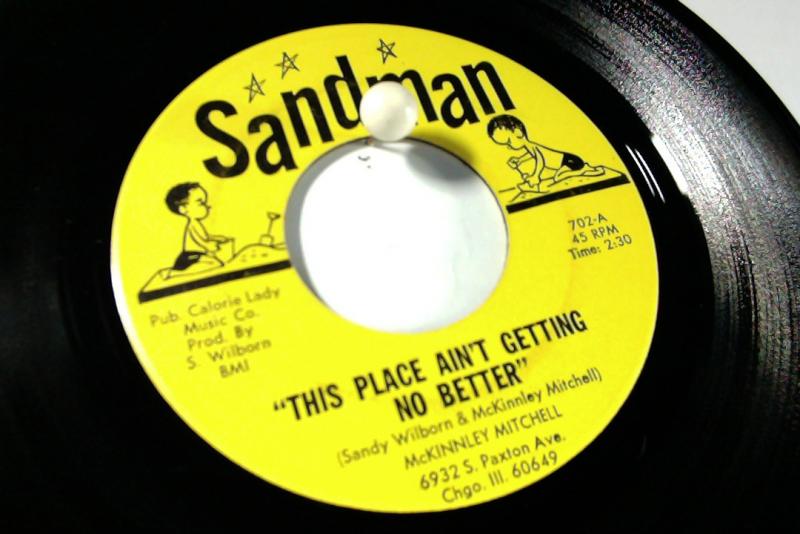 Sandman
702-A
45 RPM
Time: 2:30
Pub. Calorie Lady
Music Co.
Prod. By
S. Wilborn
BMI
"THIS PLACE AIN'T GETTING
NO BETTER"
(Sandy Wilborn & McKinnley Mitchell)
McKINNLEY MITCHELL
6932 S. Paxton Ave.
Chgo. Ill. 60649